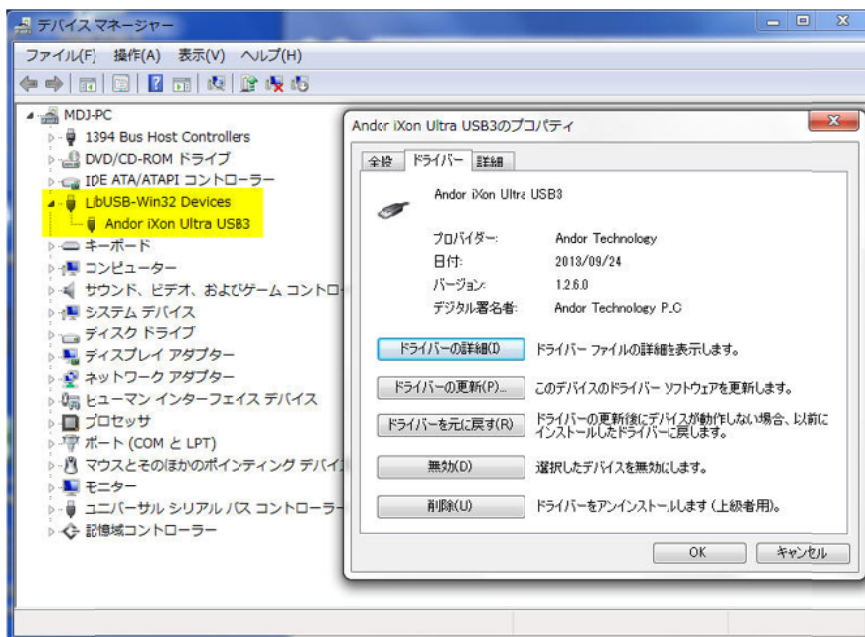 デバイス マネージャー
ファイル(F) 操作(A) 表示(V) ヘルプ(H)
MDJ-PC
1394 Bus Host Controllers
DVD/CD-ROM ドライブ
IDE ATA/ATAPI コントローラー
LibUSB-Win32 Devices
Andor iXon Ultra USB3
キーボード
コンピューター
サウンド、ビデオ、およびゲーム コントロ
システム デバイス
ディスク ドライブ
ディスプレイ アダプター
ネットワーク アダプター
ヒューマン インターフェイス デバイス
プロセッサ
ポート (COM と LPT)
マウスとそのほかのポインティング デバイ
モニター
ユニバーサル シリアル バス コントローラー
記憶域コントローラー
Andor iXon Ultra USB3のプロパティ
全般 ドライバー 詳細
Andor iXon Ultra USB3
プロバイダー: Andor Technology
日付: 2013/09/24
バージョン: 1.2.6.0
デジタル署名者: Andor Technology PLC
ドライバーの詳細(I) ドライバー ファイルの詳細を表示します。
ドライバーの更新(P)... このデバイスのドライバー ソフトウェアを更新します。
ドライバーを元に戻す(R) ドライバーの更新後にデバイスが動作しない場合、以前に
インストールしたドライバーに戻します。
無効(D) 選択したデバイスを無効にします。
削除(U) ドライバーをアンインストールします (上級者用)。
OK キャンセル